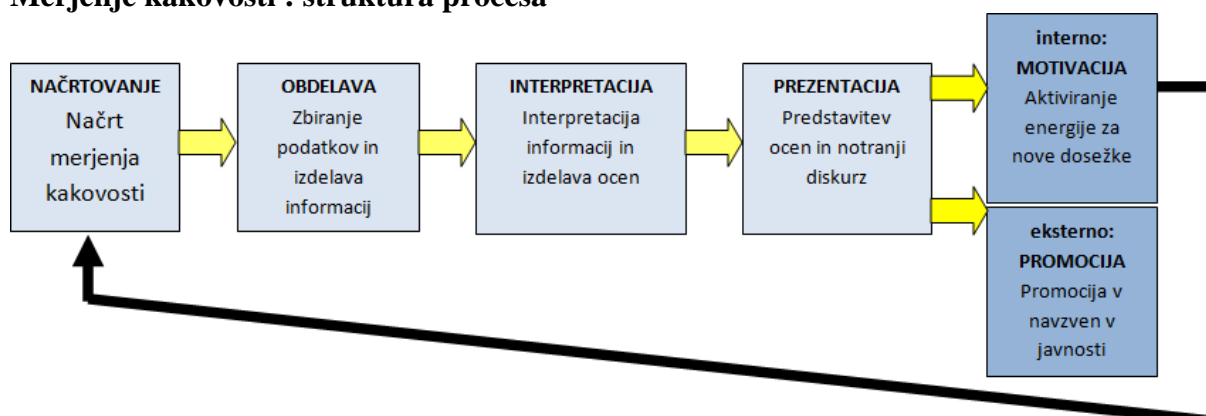 Merjenje kakovosti : struktura procesa
NAČRTOVANJE
Načrt
merjenja
kakovosti
OBDELAVA
Zbiranje
podatkov in
izdelava
informacij
INTERPRETACIJA
Interpretacija
informacij in
izdelava ocen
PREZENTACIJA
Predstavitev
ocen in notranji
diskurz
interno:
MOTIVACIJA
Aktiviranje
energije za
nove dosežke
eksterno:
PROMOCIJA
Promocija v
navzven v
javnosti